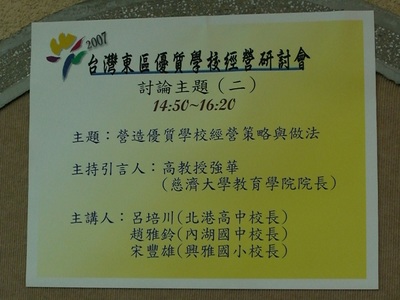 2007
台灣東區優質學校經營研討會
討論主題（二）
14:50~16:20
主題：營造優質學校經營策略與做法
主持引言人：高教授強華
(慈濟大學教育學院院長)
主講人：呂培川(北港高中校長)
趙雅鈴(內湖國中校長)
宋豐雄(興雅國小校長)